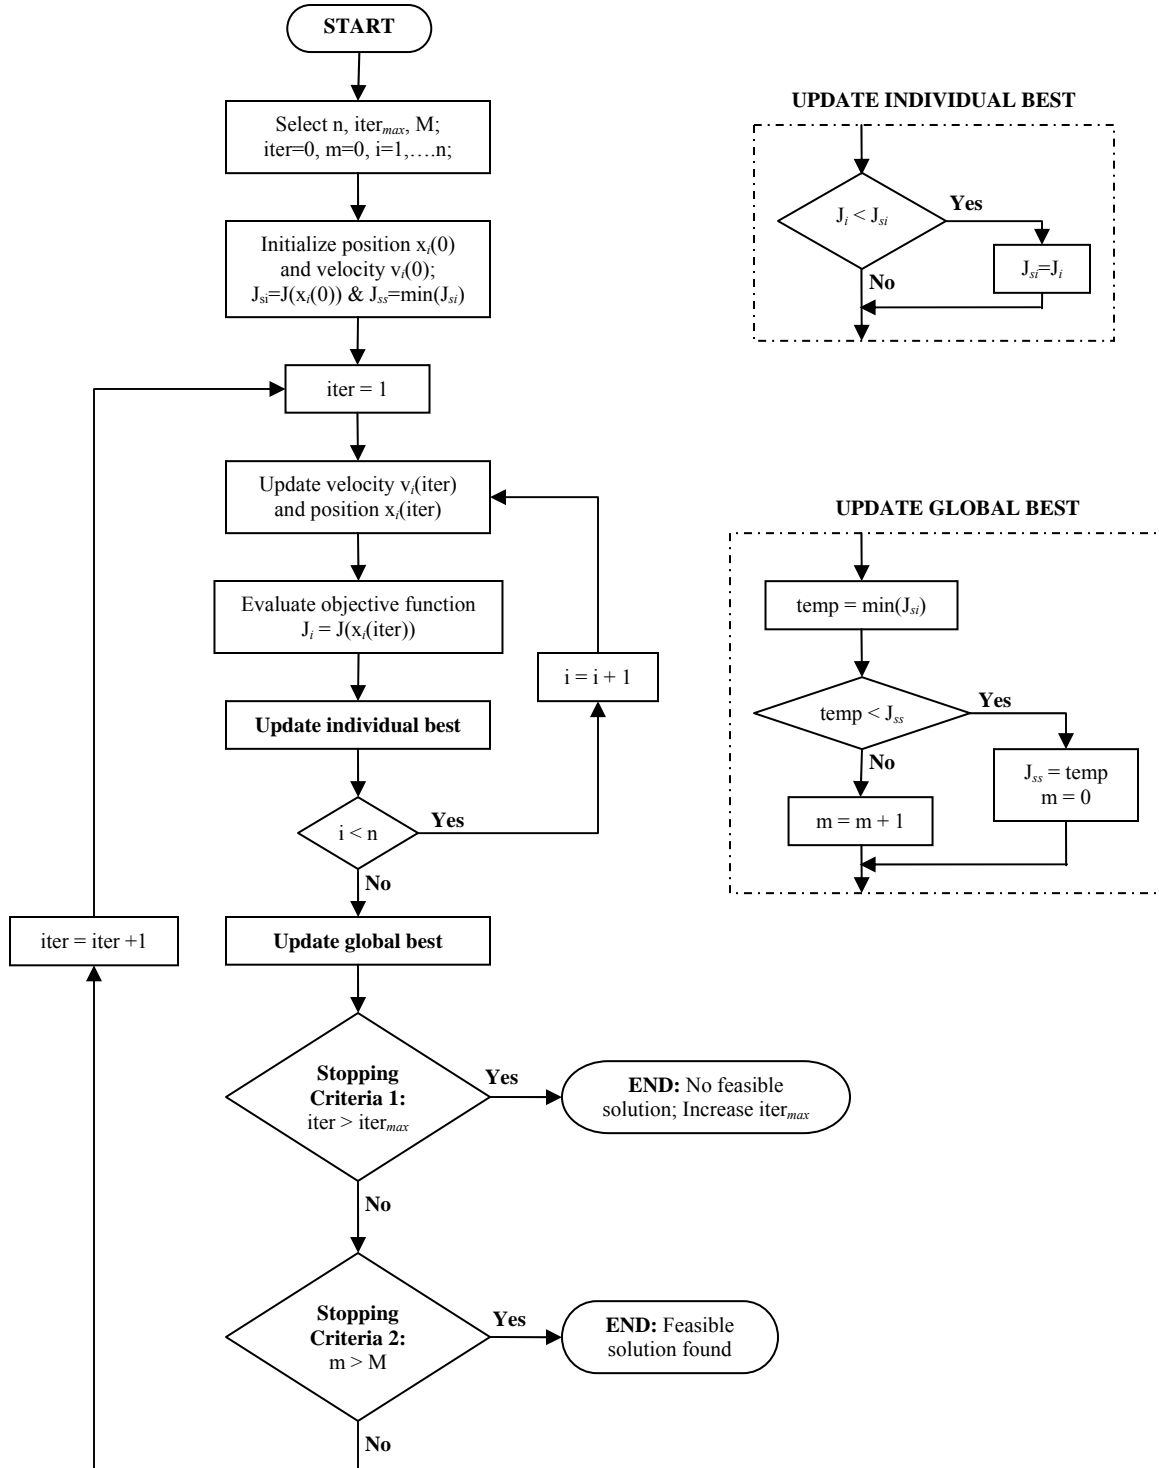 START
Select n, iter_max, M;
iter=0, m=0, i=1,….n;
Initialize position x_i(0)
and velocity v_i(0);
J_si=J(x_i(0)) & J_ss=min(J_si)
iter = 1
Update velocity v_i(iter)
and position x_i(iter)
Evaluate objective function
J_i = J(x_i(iter))
i = i + 1
Update individual best
i < n
Yes
No
iter = iter +1
Update global best
Stopping
Criteria 1:
iter > iter_max
Yes
END: No feasible
solution; Increase iter_max
No
Stopping
Criteria 2:
m > M
Yes
END: Feasible
solution found
No
UPDATE INDIVIDUAL BEST
J_i < J_si
Yes
J_si=J_i
No
UPDATE GLOBAL BEST
temp = min(J_si)
temp < J_ss
Yes
No
J_ss = temp
m = 0
m = m + 1